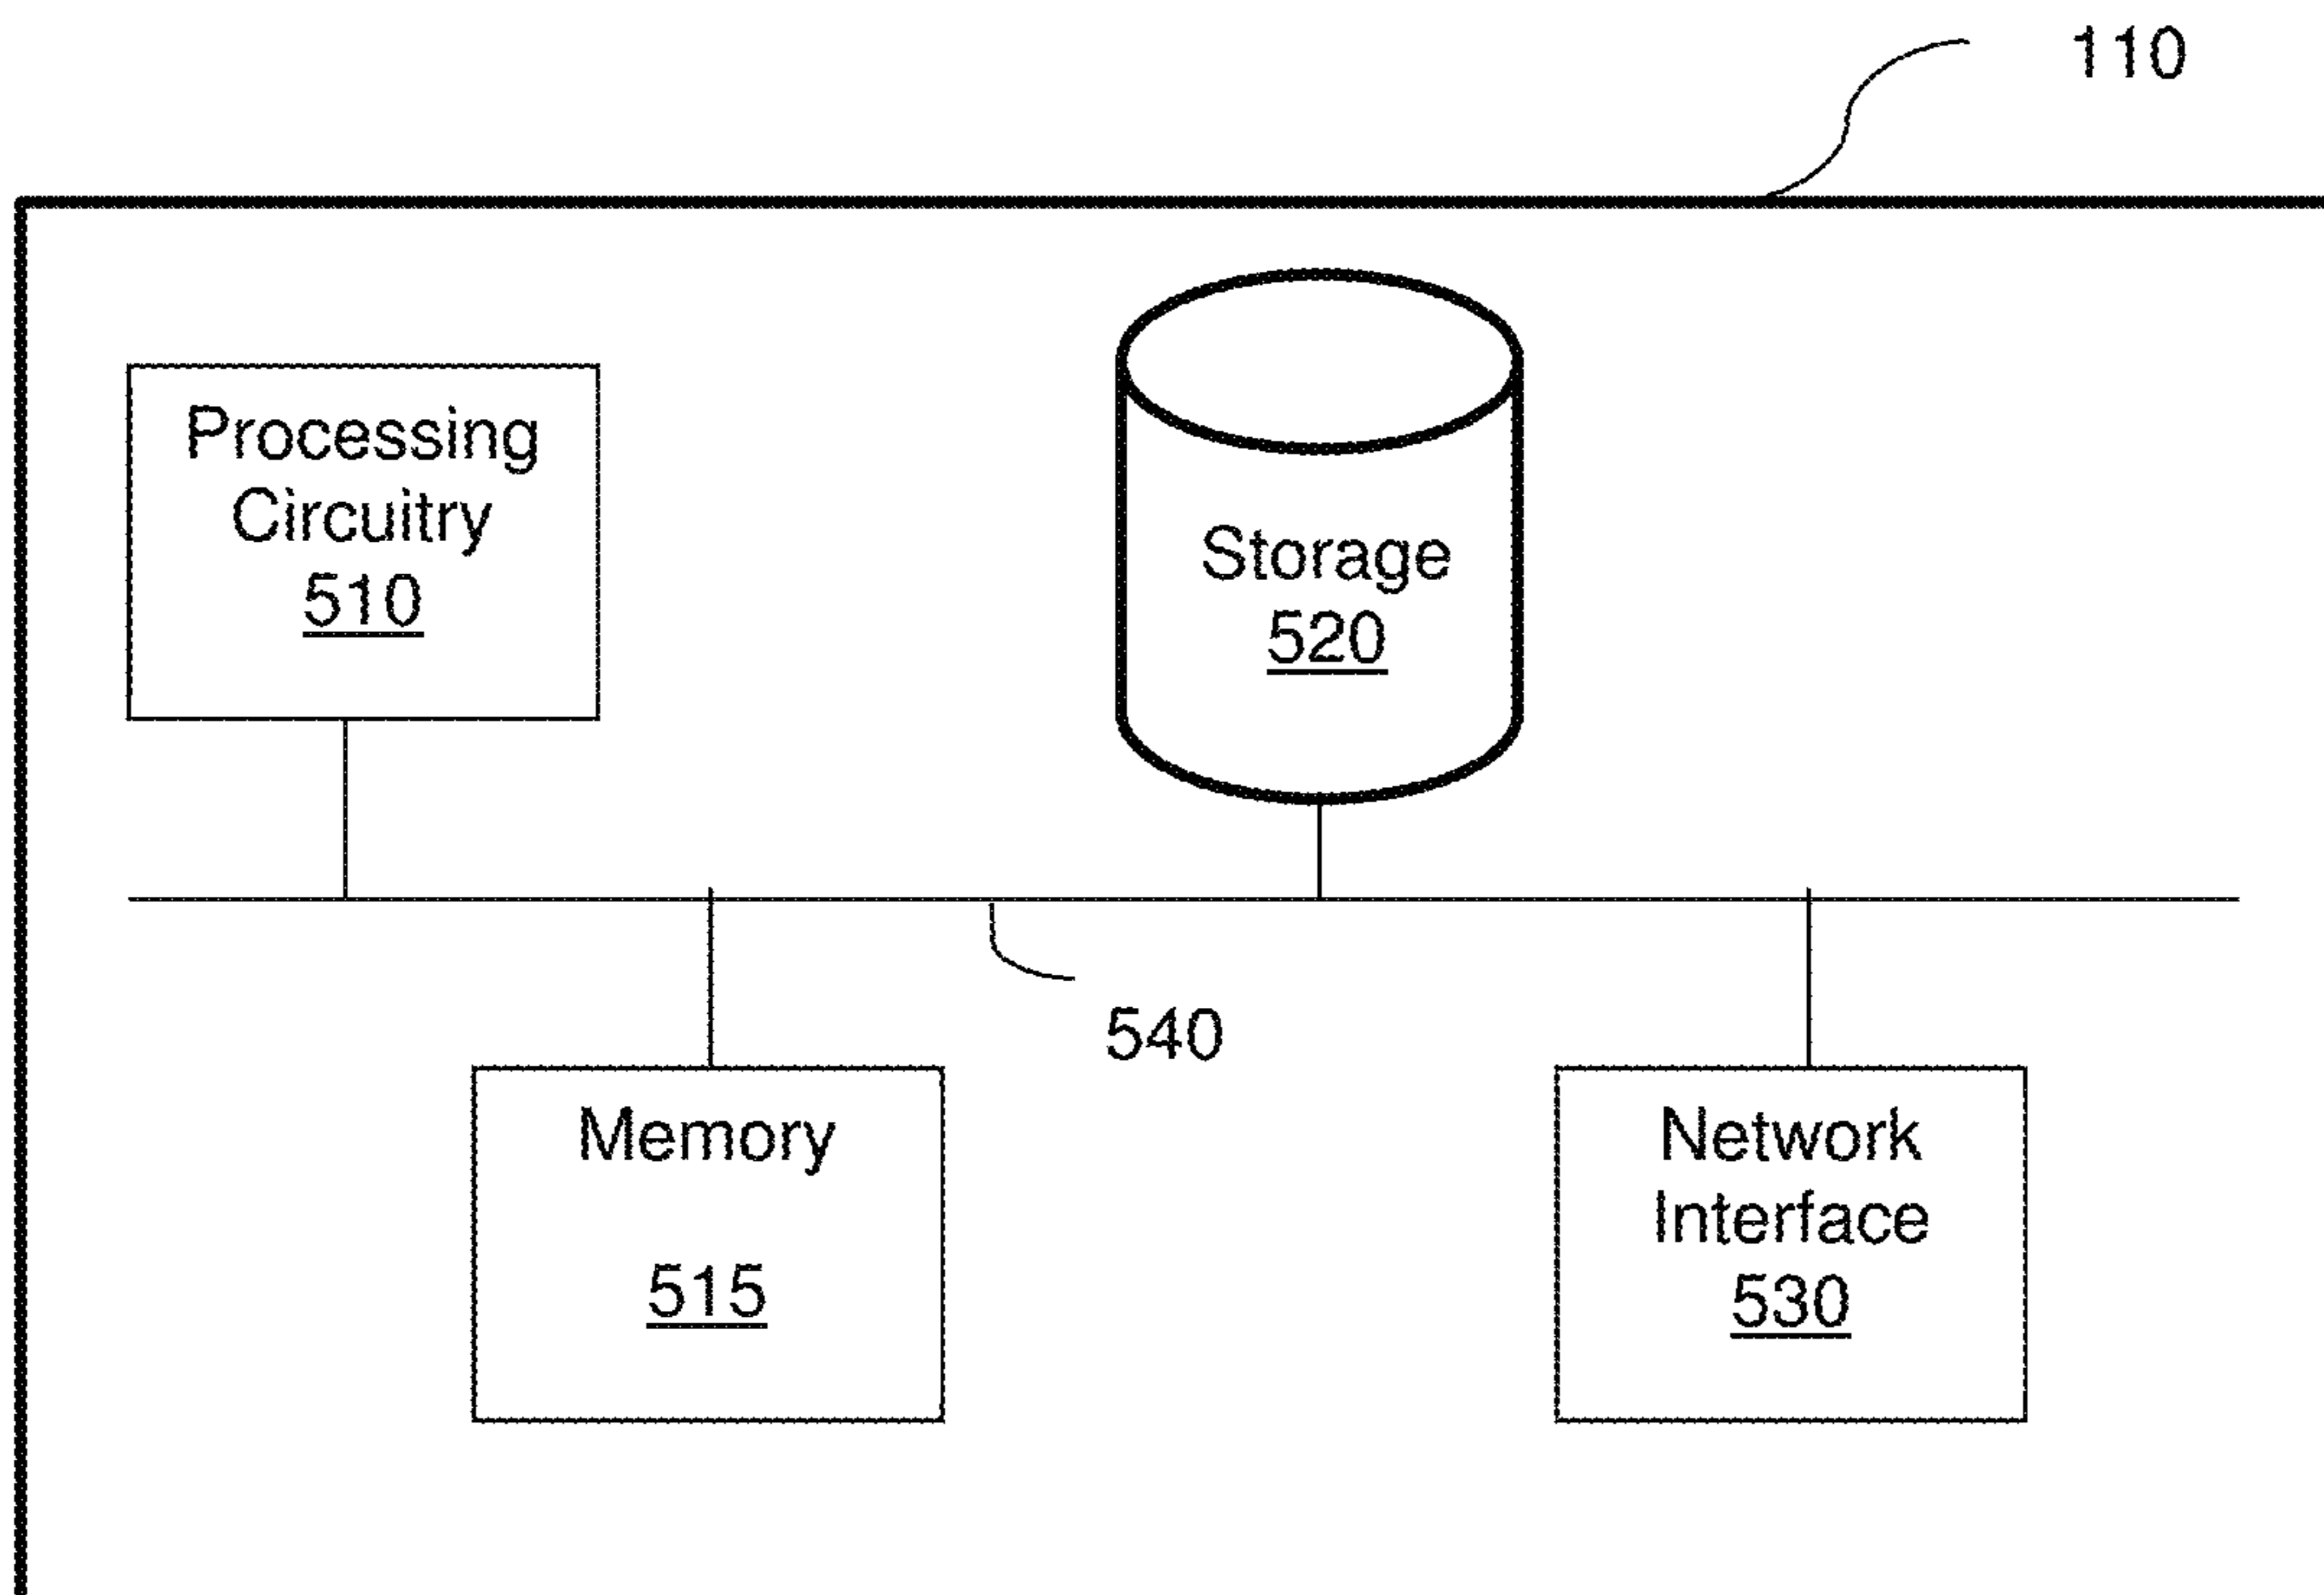 110
Processing
Circuitry
510
Storage
520
540
Memory
515
Network
Interface
530